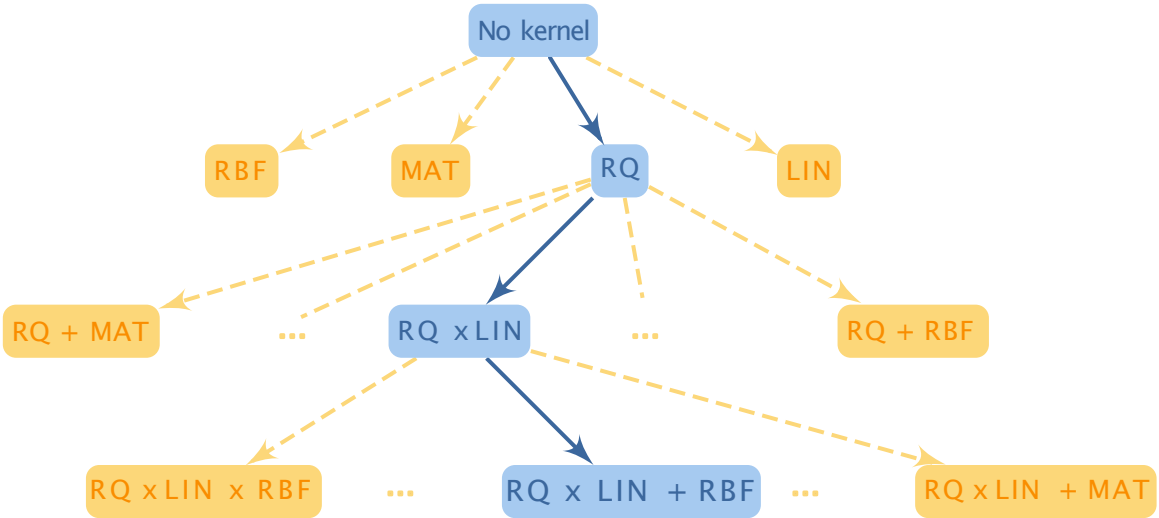 No kernel
RBF
MAT
RQ
LIN
RQ + MAT
...
RQ x LIN
...
RQ + RBF
RQ x LIN x RBF
...
RQ x LIN + RBF
...
RQ x LIN + MAT